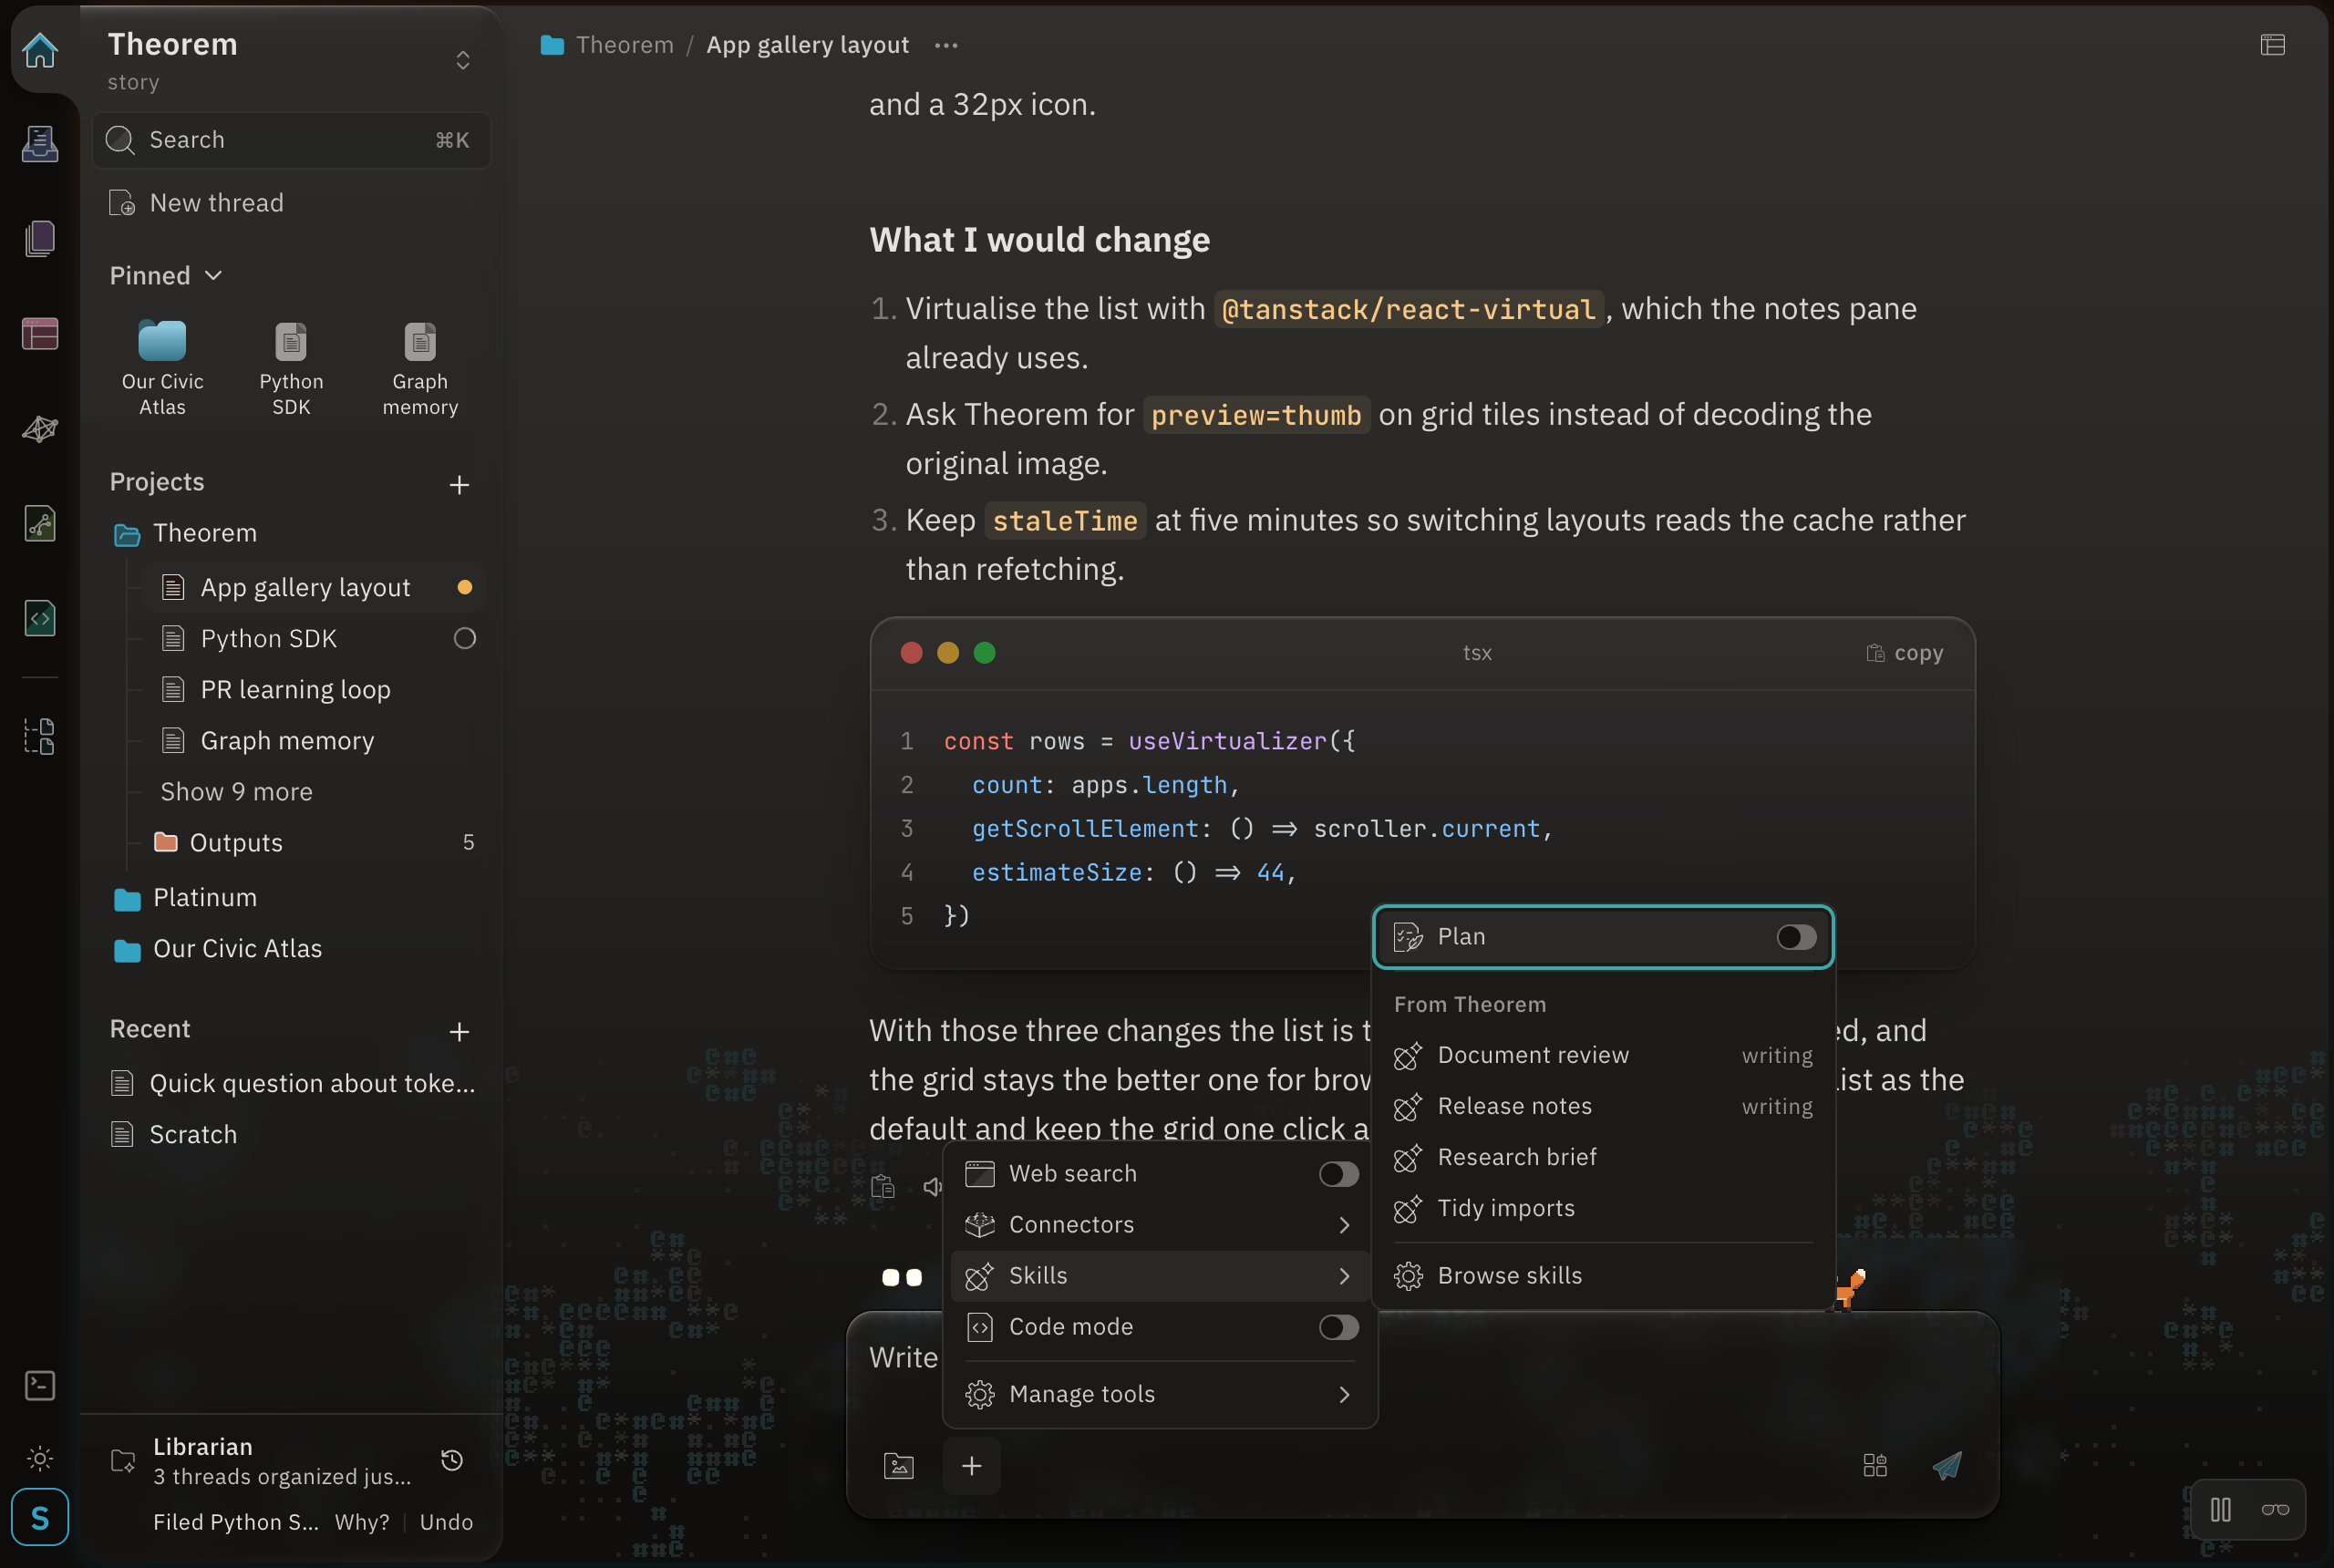 Theorem
story
Search ⌘K
New thread
Pinned
Our Civic Atlas
Python SDK
Graph memory
Projects
Theorem
App gallery layout
Python SDK
PR learning loop
Graph memory
Show 9 more
Outputs 5
Platinum
Our Civic Atlas
Recent
Quick question about toke...
Scratch
Librarian
3 threads organized jus...
Filed Python S... Why? | Undo
S
Theorem / App gallery layout ...
and a 32px icon.
What I would change
1. Virtualise the list with @tanstack/react-virtual, which the notes pane
already uses.
2. Ask Theorem for preview=thumb on grid tiles instead of decoding the
original image.
3. Keep staleTime at five minutes so switching layouts reads the cache rather
than refetching.
tsx copy
1 const rows = useVirtualizer({
2 count: apps.length,
3 getScrollElement: () => scroller.current,
4 estimateSize: () => 44,
5 })
With those three changes the list is
the grid stays the better one for list as the
default and keep the grid one click
Plan
From Theorem
Document review writing
Release notes writing
Research brief
Tidy imports
Browse skills
Web search
Connectors
Skills
Code mode
Manage tools
Write